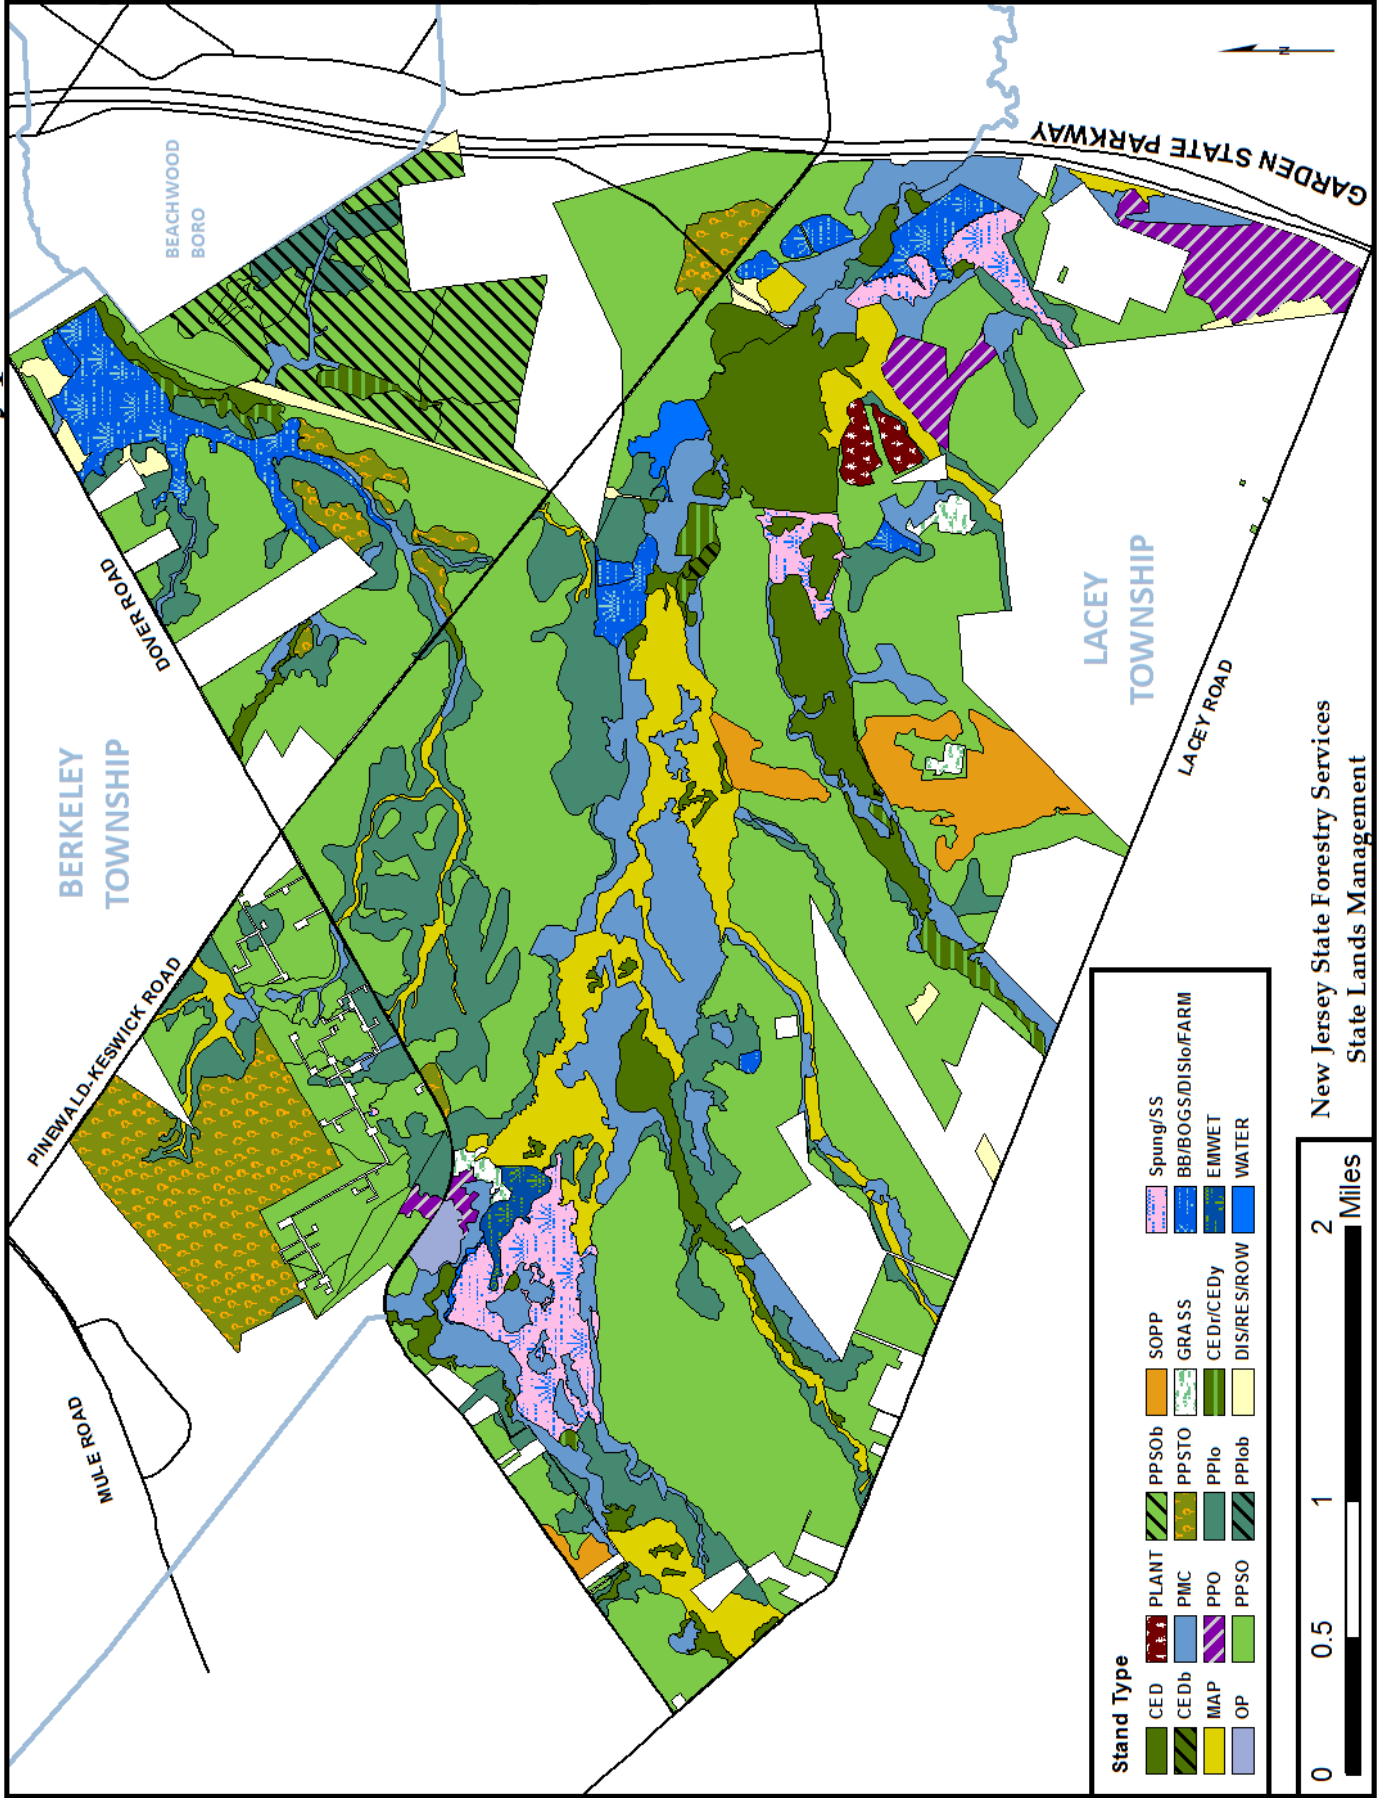 BERKELEY
TOWNSHIP
BEACHWOOD
BORO
LACEY
TOWNSHIP
MULE ROAD
PINEWALD-KESWICK ROAD
DOVER ROAD
LACEY ROAD
GARDEN STATE PARKWAY
N
Stand Type
CED
CEDb
MAP
OP
PLANT
PMC
PPO
PPSO
PPSOb
PPSTO
PPlo
PPlob
SOPP
GRASS
CEDr/CEDy
DIS/RES/ROW
Spung/SS
BB/BOGS/DISlo/FARM
EMWET
WATER
0 0.5 1 2
Miles
New Jersey State Forestry Services
State Lands Management